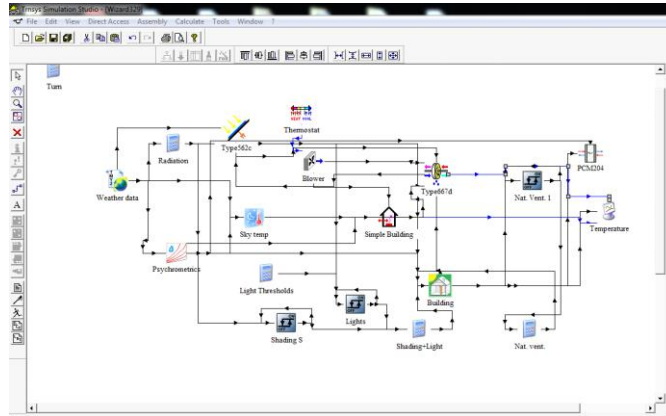 Trnsys Simulation Studio - [Wizard329]
File Edit View Direct Access Assembly Calculate Tools Window ?
Turn
Thermostat
Radiation
Type562c
PCM204
Blower
Type667d
Nat. Vent. 1
Weather data
Sky temp
Simple Building
Temperature
Psychrometrics
Light Thresholds
Building
Lights
Shading S
Shading+Light
Nat. vent.